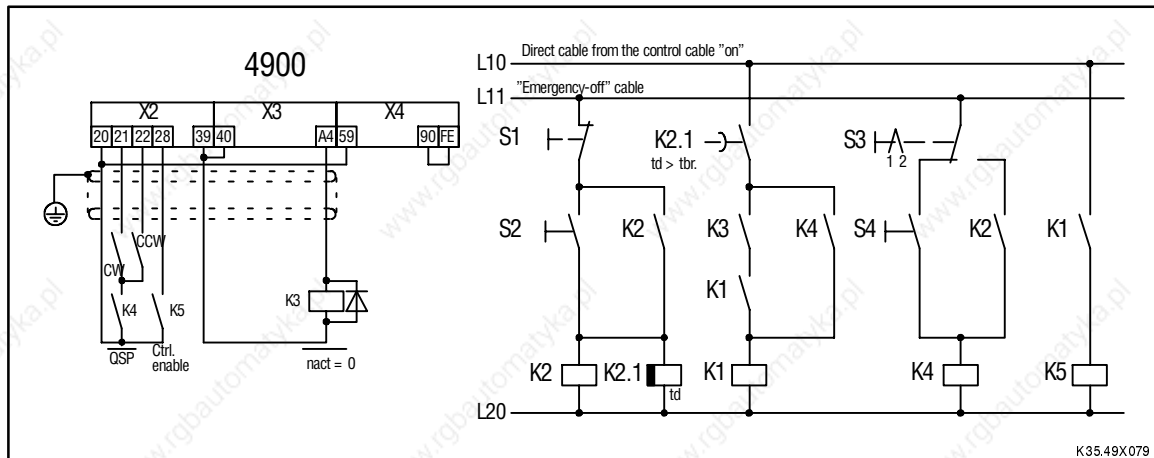 4900
X2 X3 X4
20 21 22 28 39 40 A4 59 90 FE
CCW
CW
K4 K5
K3
QSP
Ctrl.
enable
nact = 0
L10 Direct cable from the control cable "on"
L11 "Emergency-off" cable
S1 K2.1 S3
td > tbr. 1 2
S2 K2 K3 K4 S4 K2 K1
K1
K2 K2.1 K1 K4 K5
td
L20
K35.49X079
www.rgbautomatyka.pl